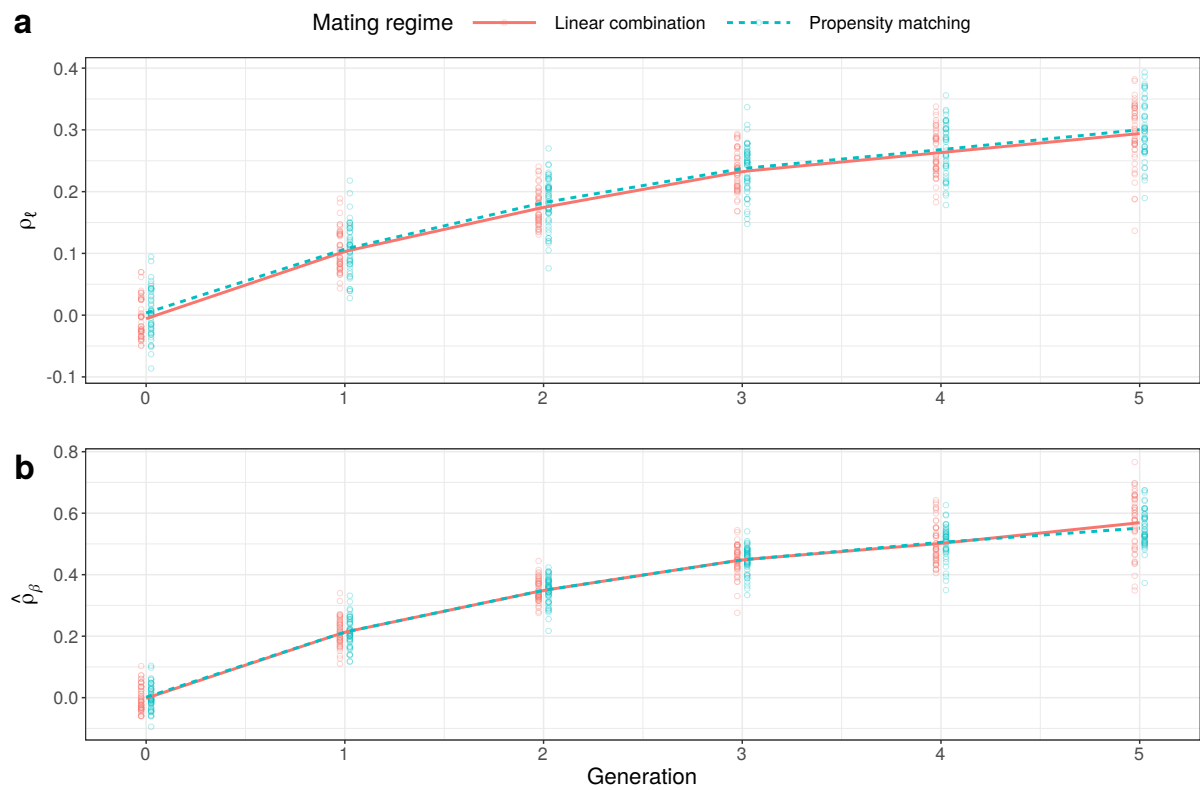 a
Mating regime Linear combination Propensity matching
0.4
0.3
0.2
0.1
0.0
-0.1
ρℓ
0 1 2 3 4 5
b
0.8
0.6
0.4
0.2
0.0
ρ̂β
0 1 2 3 4 5
Generation